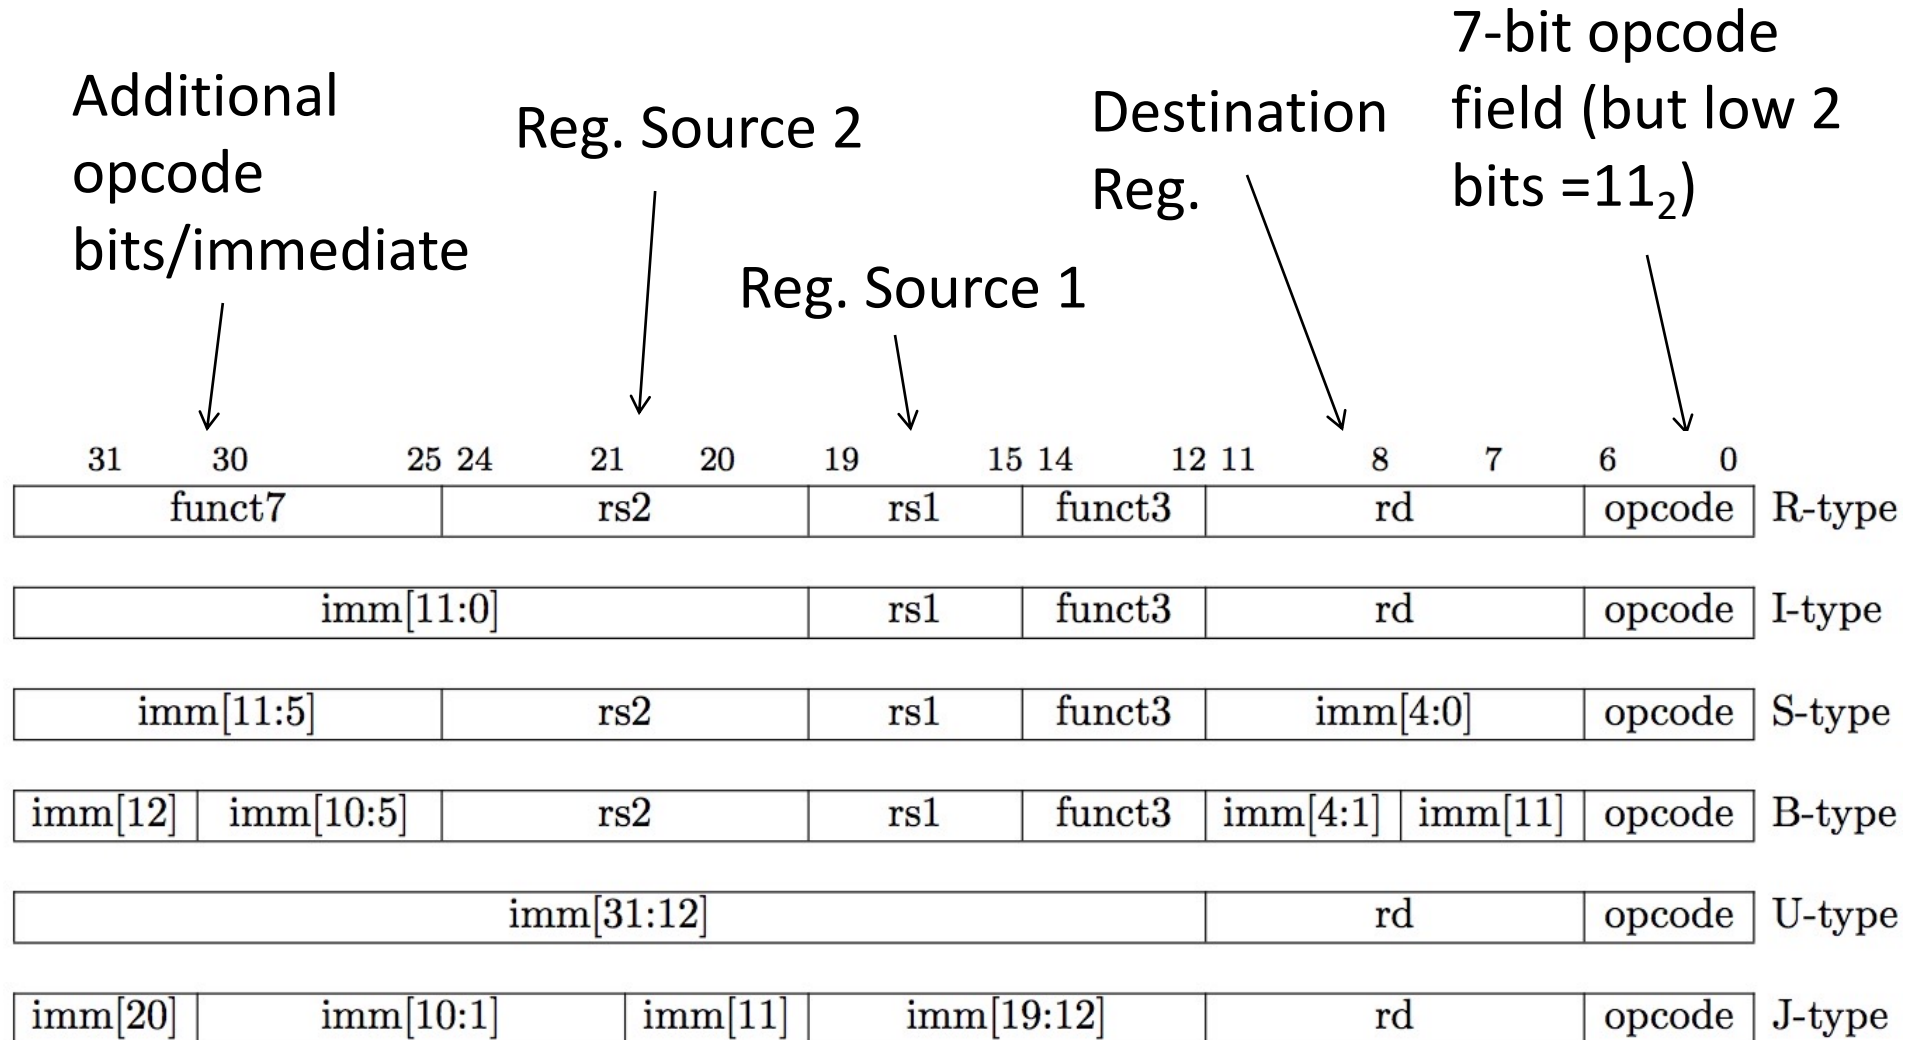 Additional
opcode
bits/immediate
Reg. Source 2
Reg. Source 1
Destination
Reg.
7-bit opcode
field (but low 2
bits =11₂)
31 30 25 24 21 20 19 15 14 12 11 8 7 6 0
funct7 rs2 rs1 funct3 rd opcode R-type
imm[11:0] rs1 funct3 rd opcode I-type
imm[11:5] rs2 rs1 funct3 imm[4:0] opcode S-type
imm[12] imm[10:5] rs2 rs1 funct3 imm[4:1] imm[11] opcode B-type
imm[31:12] rd opcode U-type
imm[20] imm[10:1] imm[11] imm[19:12] rd opcode J-type